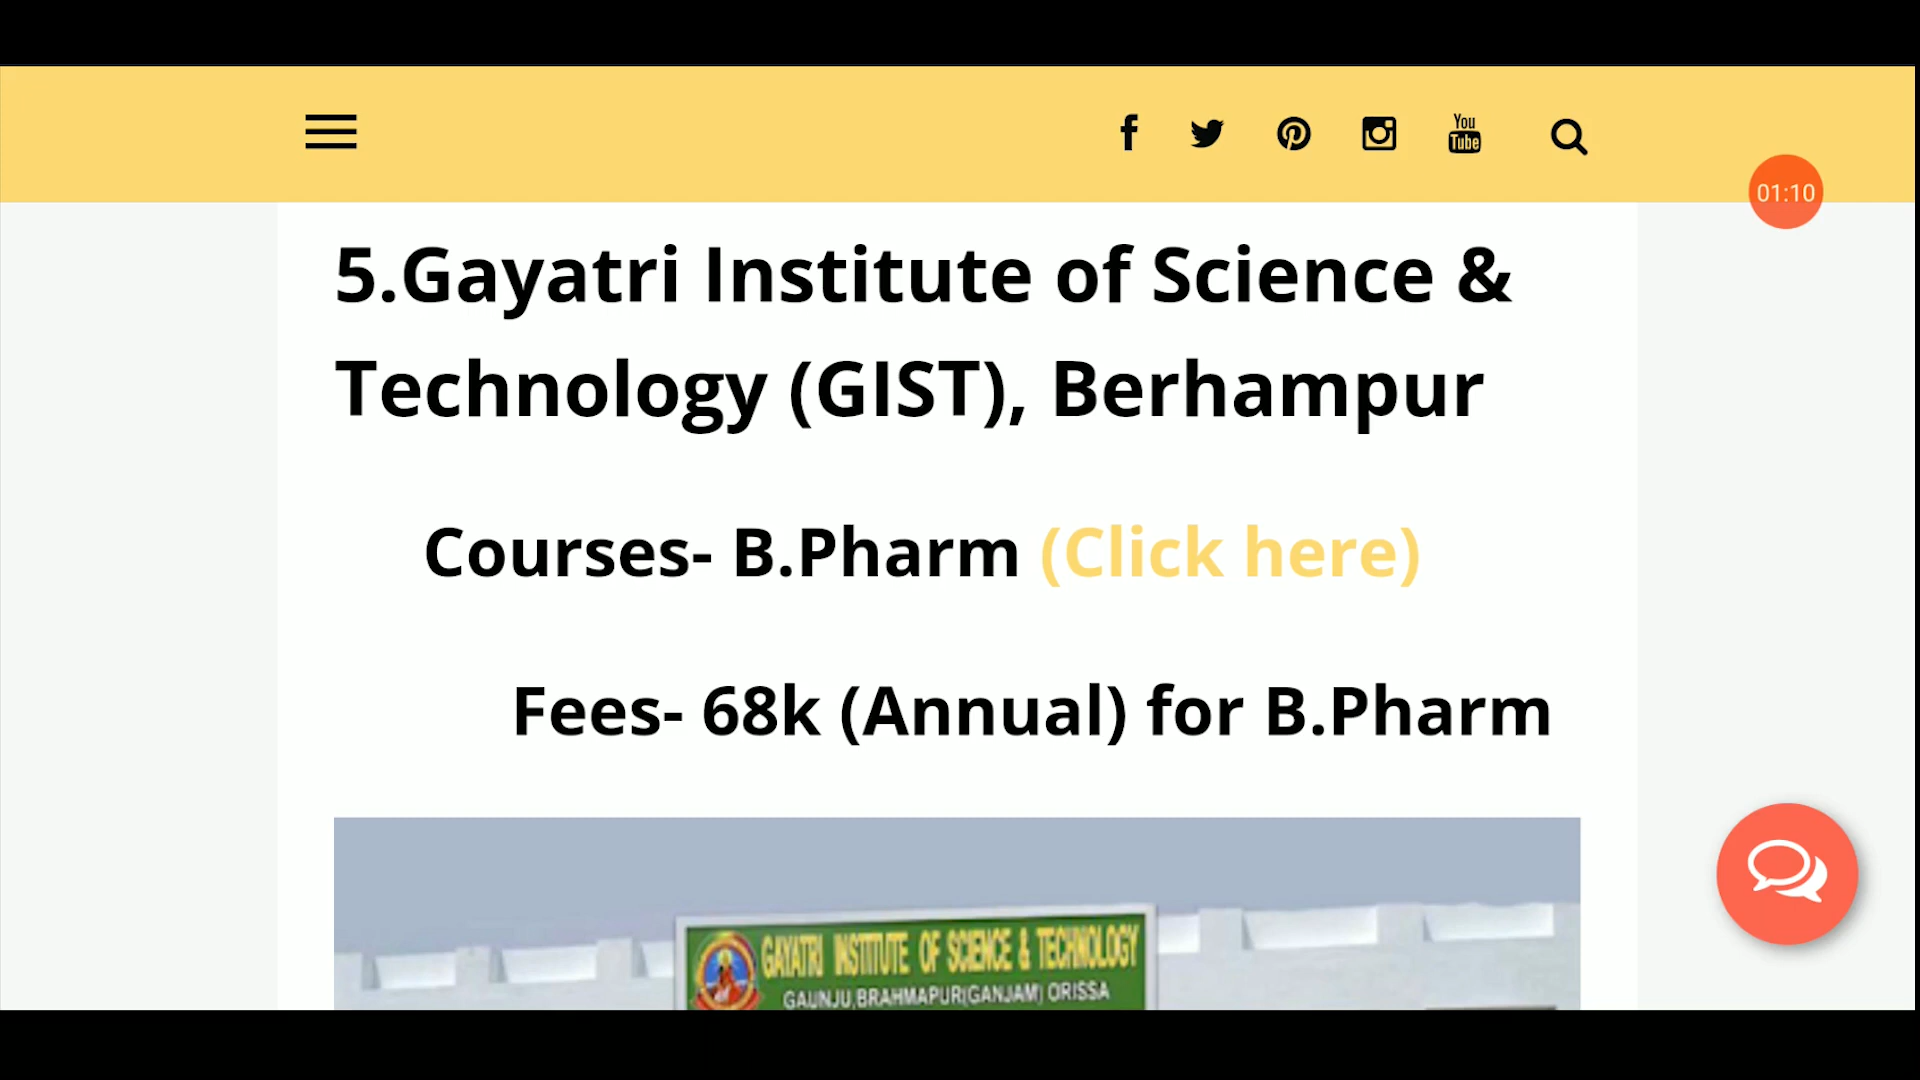 You
Tube
01:10
5.Gayatri Institute of Science &
Technology (GIST), Berhampur
Courses- B.Pharm (Click here)
Fees- 68k (Annual) for B.Pharm
GAYATRI INSTITUTE OF SCIENCE & TECHNOLOGY
GAUNJU,BRAHMAPUR(GANJAM) ORISSA